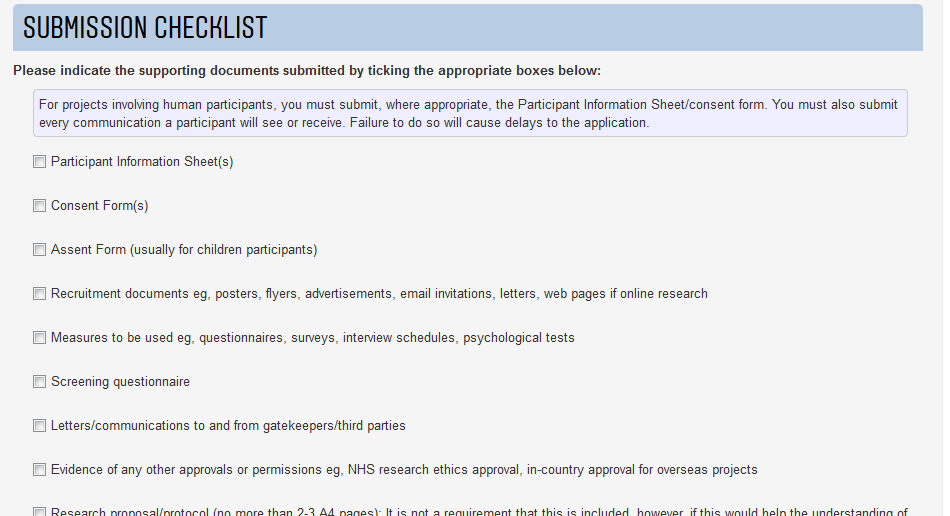 SUBMISSION CHECKLIST
Please indicate the supporting documents submitted by ticking the appropriate boxes below:
For projects involving human participants, you must submit, where appropriate, the Participant Information Sheet/consent form. You must also submit
every communication a participant will see or receive. Failure to do so will cause delays to the application.
Participant Information Sheet(s)
Consent Form(s)
Assent Form (usually for children participants)
Recruitment documents eg, posters, flyers, advertisements, email invitations, letters, web pages if online research
Measures to be used eg, questionnaires, surveys, interview schedules, psychological tests
Screening questionnaire
Letters/communications to and from gatekeepers/third parties
Evidence of any other approvals or permissions eg, NHS research ethics approval, in-country approval for overseas projects
Research proposal/protocol (no more than 2-3 A4 pages): It is not a requirement that this is included, however, if this would help the understanding of